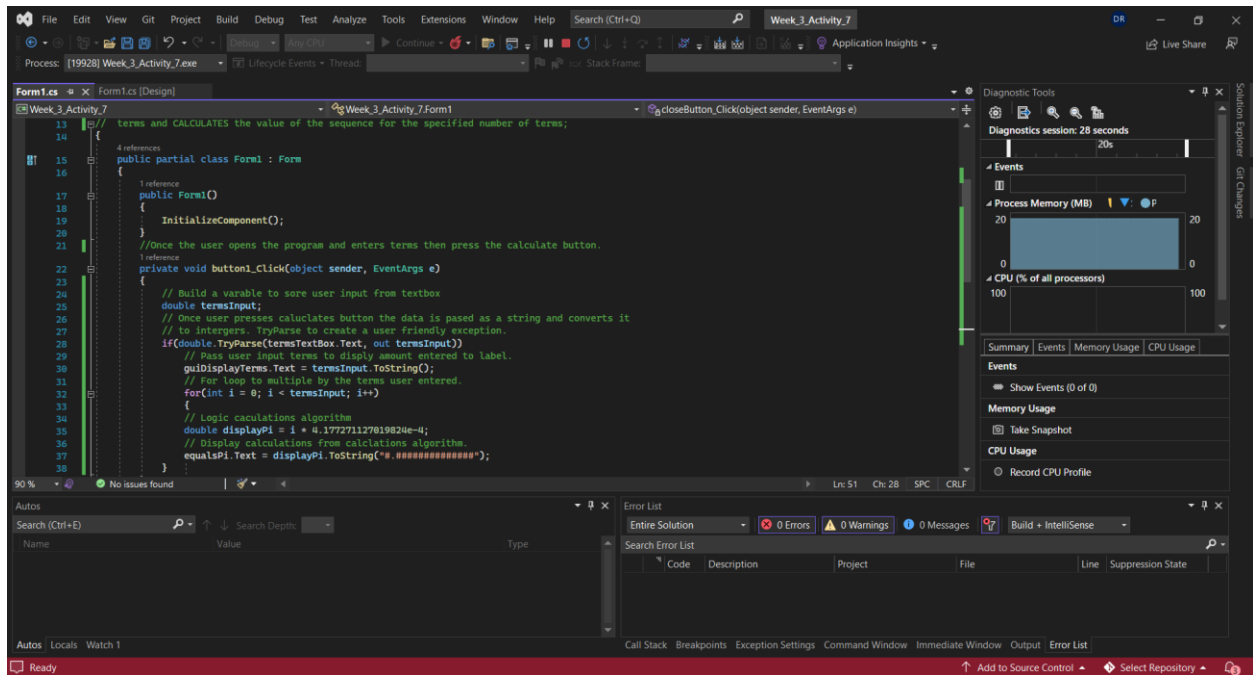 File Edit View Git Project Build Debug Test Analyze Tools Extensions Window Help Search (Ctrl+Q) Week_3_Activity_7 DR
Debug Any CPU Continue Application Insights Live Share
Process: [19928] Week_3_Activity_7.exe Lifecycle Events Thread: Stack Frame:
Form1.cs Form1.cs [Design]
Week_3_Activity_7 Week_3_Activity_7.Form1 closeButton_Click(object sender, EventArgs e)
13 // terms and CALCULATES the value of the sequence for the specified number of terms;
14 {
4 references
15 public partial class Form1 : Form
16 {
1 reference
17 public Form1()
18 {
19 InitializeComponent();
20 }
21 //Once the user opens the program and enters terms then press the calculate button.
1 reference
22 private void button1_Click(object sender, EventArgs e)
23 {
24 // Build a varable to sore user input from textbox
25 double termsInput;
26 // Once user presses caluclates button the data is pased as a string and converts it
27 // to intergers. TryParse to create a user friendly exception.
28 if(double.TryParse(termsTextBox.Text, out termsInput))
29 // Pass user input terms to disply amount entered to label.
30 guiDisplayTerms.Text = termsInput.ToString();
31 // For loop to multiple by the terms user entered.
32 for(int i = 0; i < termsInput; i++)
33 {
34 // Logic caculations algorithm
35 double displayPi = i * 4.177271127019824e-4;
36 // Display calculations from calclations algorithm.
37 equalsPi.Text = displayPi.ToString("#.##############");
38 }
90 % No issues found Ln: 51 Ch: 28 SPC CRLF
Diagnostic Tools
Diagnostics session: 28 seconds
20s
Events
Process Memory (MB) P
20 20
0 0
CPU (% of all processors)
100 100
Summary Events Memory Usage CPU Usage
Events
Show Events (0 of 0)
Memory Usage
Take Snapshot
CPU Usage
Record CPU Profile
Solution Explorer
Git Changes
Autos
Search (Ctrl+E) Search Depth:
Name Value Type
Autos Locals Watch 1
Error List
Entire Solution 0 Errors 0 Warnings 0 Messages Build + IntelliSense
Search Error List
Code Description Project File Line Suppression State
Call Stack Breakpoints Exception Settings Command Window Immediate Window Output Error List
Ready Add to Source Control Select Repository